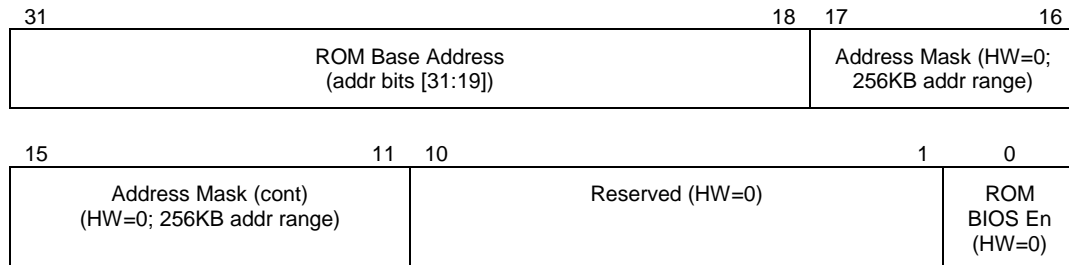 31 18 17 16
ROM Base Address
(addr bits [31:19])
Address Mask (HW=0;
256KB addr range)
15 11 10 1 0
Address Mask (cont)
(HW=0; 256KB addr range)
Reserved (HW=0)
ROM
BIOS En
(HW=0)